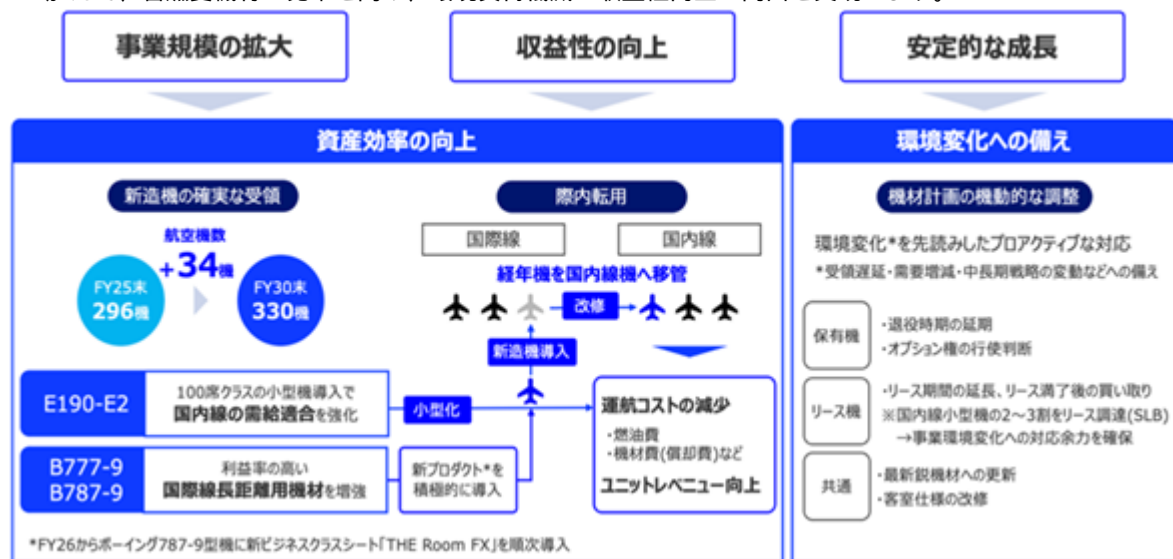 事業規模の拡大
収益性の向上
安定的な成長
資産効率の向上
新造機の確実な受領
航空機数
+34機
FY25末
296機
FY30末
330機
際内転用
国際線
国内線
経年機を国内線機へ移管
改修
新造機導入
E190-E2
100席クラスの小型機導入で
国内線の需給適合を強化
小型化
B777-9
B787-9
利益率の高い
国際線長距離用機材を増強
新プロダクト*を
積極的に導入
運航コストの減少
・燃油費
・機材費(償却費)など
ユニットレベニュー向上
*FY26からボーイング787-9型機に新ビジネスクラスシート「THE Room FX」を順次導入
環境変化への備え
機材計画の機動的な調整
環境変化*を先読みしたプロアクティブな対応
*受領遅延・需要増減・中長期戦略の変動などへの備え
保有機
・退役時期の延期
・オプション権の行使判断
リース機
・リース期間の延長、リース満了後の買い取り
※国内線小型機の2～3割をリース調達(SLB)
→事業環境変化への対応余力を確保
共通
・最新鋭機材への更新
・客室仕様の改修